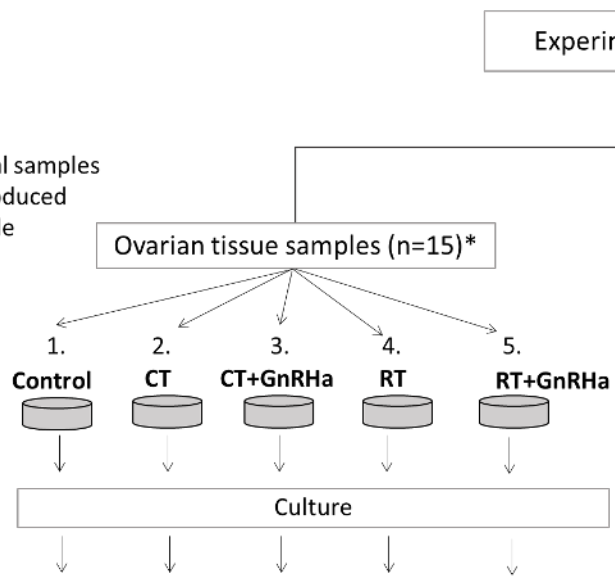 Experin
al samples
oduced
le
Ovarian tissue samples (n=15)*
1. 2. 3. 4. 5.
Control CT CT+GnRHa RT RT+GnRHa
Culture